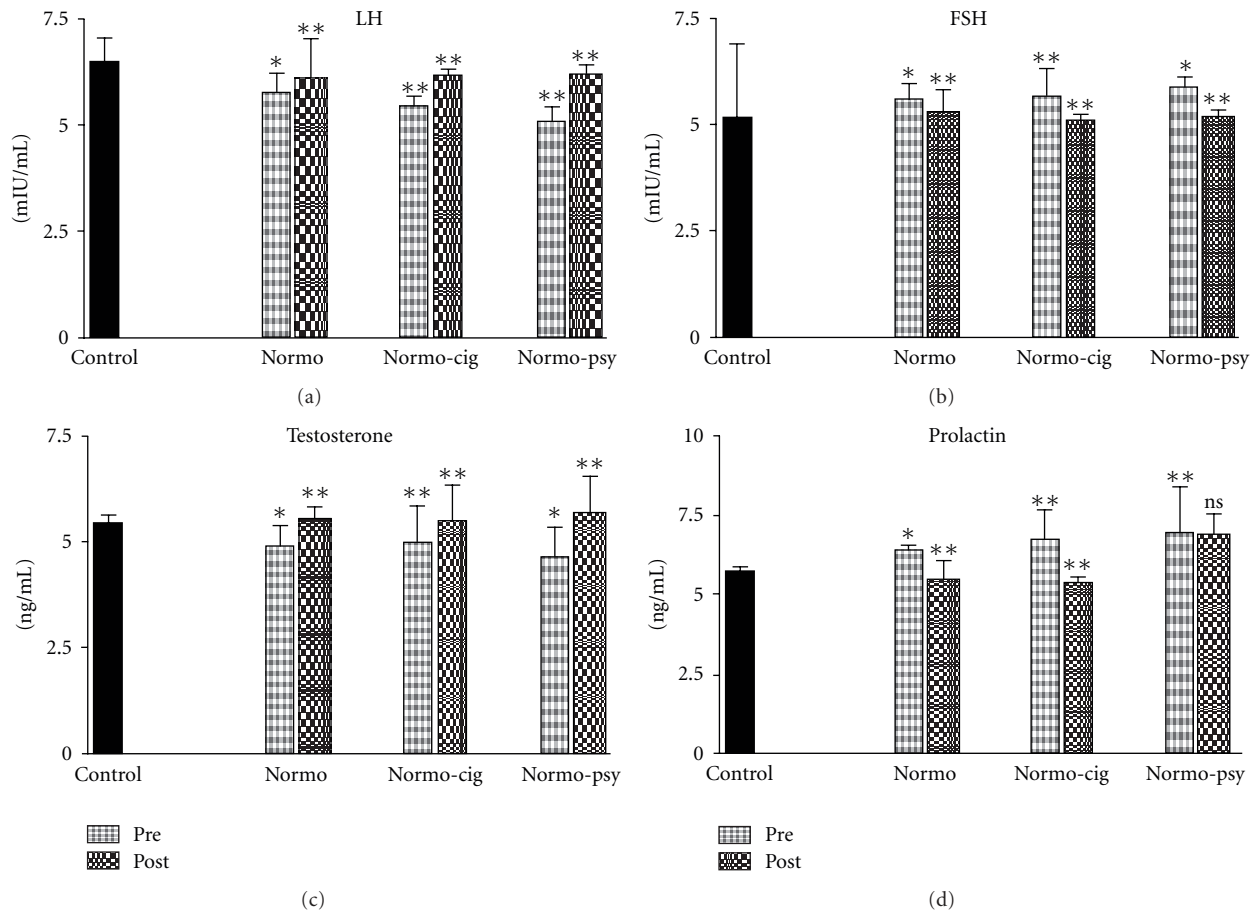 LH
7.5
5
2.5
0
(mIU/mL)
* ** ** ** ** **
Control Normo Normo-cig Normo-psy
(a)
FSH
7.5
5
2.5
0
(mIU/mL)
* ** ** ** * **
Control Normo Normo-cig Normo-psy
(b)
Testosterone
7.5
5
2.5
0
(ng/mL)
* ** ** ** * **
Control Normo Normo-cig Normo-psy
Pre
Post
(c)
Prolactin
10
7.5
5
2.5
0
(ng/mL)
* ** ** ** ** ns
Control Normo Normo-cig Normo-psy
Pre
Post
(d)